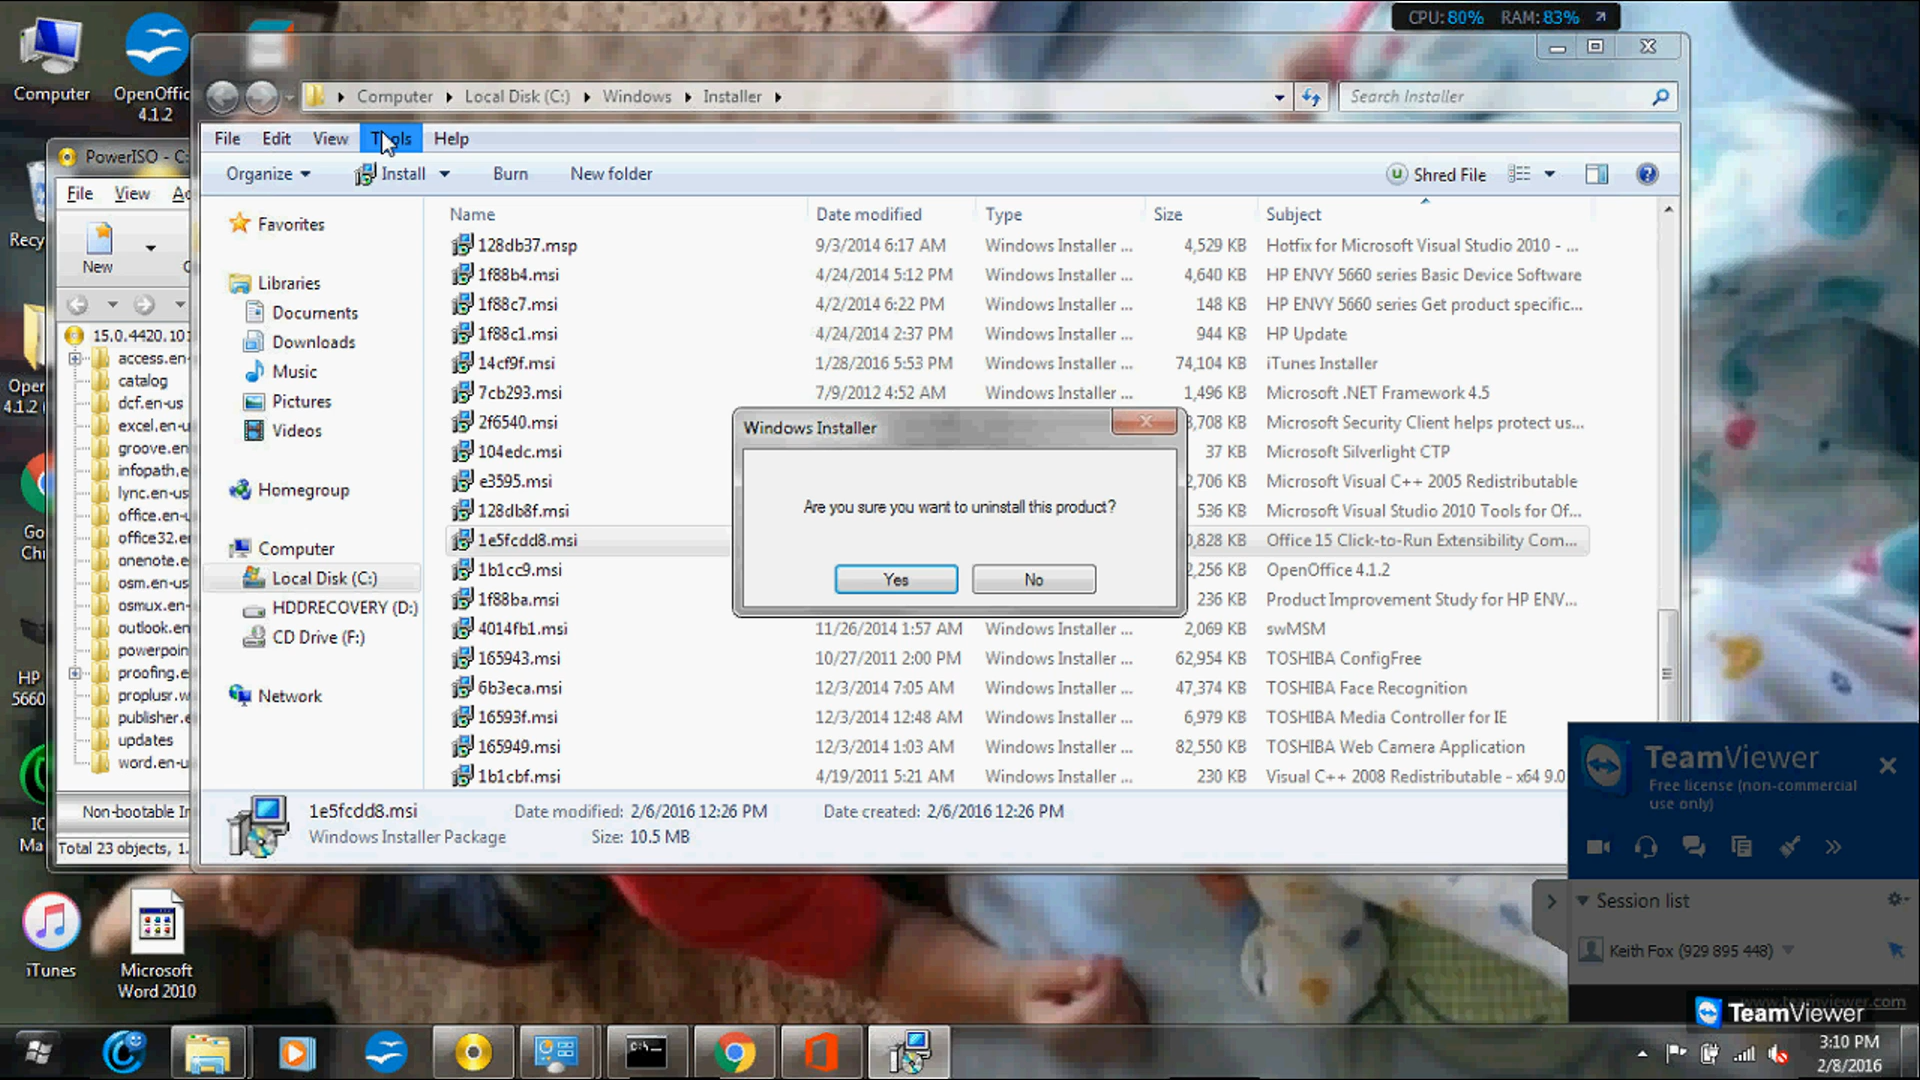 CPU: 80% RAM: 83%
Computer
OpenOffic
4.1.2
Computer Local Disk (C:) Windows Installer
Search Installer
File Edit View Tools Help
Organize Install Burn New folder
Shred File
PowerISO - C:
File View
New
15.0.4420.101
access.en-
catalog
dcf.en-us
excel.en-u
groove.en
infopath.e
lync.en-us
office.en-u
office32.er
onenote.e
osm.en-us
osmux.en-
outlook.en
powerpoin
proofing.e
proplusr.w
publisher.e
updates
word.en-u
Non-bootable In
Total 23 objects, 1.
Recy
Open
4.1.2
Go
Chr
HP
5660
IC
Ma
Favorites
Libraries
Documents
Downloads
Music
Pictures
Videos
Homegroup
Computer
Local Disk (C:)
HDDRECOVERY (D:)
CD Drive (F:)
Network
Name Date modified Type Size Subject
128db37.msp 9/3/2014 6:17 AM Windows Installer ... 4,529 KB Hotfix for Microsoft Visual Studio 2010 - ...
1f88b4.msi 4/24/2014 5:12 PM Windows Installer ... 4,640 KB HP ENVY 5660 series Basic Device Software
1f88c7.msi 4/2/2014 6:22 PM Windows Installer ... 148 KB HP ENVY 5660 series Get product specific...
1f88c1.msi 4/24/2014 2:37 PM Windows Installer ... 944 KB HP Update
14cf9f.msi 1/28/2016 5:53 PM Windows Installer ... 74,104 KB iTunes Installer
7cb293.msi 7/9/2012 4:52 AM Windows Installer ... 1,496 KB Microsoft .NET Framework 4.5
2f6540.msi 3,708 KB Microsoft Security Client helps protect us...
104edc.msi 37 KB Microsoft Silverlight CTP
e3595.msi 2,706 KB Microsoft Visual C++ 2005 Redistributable
128db8f.msi 536 KB Microsoft Visual Studio 2010 Tools for Of...
1e5fcdd8.msi 0,828 KB Office 15 Click-to-Run Extensibility Com...
1b1cc9.msi 2,256 KB OpenOffice 4.1.2
1f88ba.msi 236 KB Product Improvement Study for HP ENV...
4014fb1.msi 11/26/2014 1:57 AM Windows Installer ... 2,069 KB swMSM
165943.msi 10/27/2011 2:00 PM Windows Installer ... 62,954 KB TOSHIBA ConfigFree
6b3eca.msi 12/3/2014 7:05 AM Windows Installer ... 47,374 KB TOSHIBA Face Recognition
16593f.msi 12/3/2014 12:48 AM Windows Installer ... 6,979 KB TOSHIBA Media Controller for IE
165949.msi 12/3/2014 1:03 AM Windows Installer ... 82,550 KB TOSHIBA Web Camera Application
1b1cbf.msi 4/19/2011 5:21 AM Windows Installer ... 230 KB Visual C++ 2008 Redistributable - x64 9.0
Windows Installer
Are you sure you want to uninstall this product?
Yes No
1e5fcdd8.msi Date modified: 2/6/2016 12:26 PM Date created: 2/6/2016 12:26 PM
Windows Installer Package Size: 10.5 MB
TeamViewer
Free license (non-commercial
use only)
Session list
Keith Fox (929 895 448)
www.teamviewer.com
TeamViewer
iTunes
Microsoft
Word 2010
3:10 PM
2/8/2016